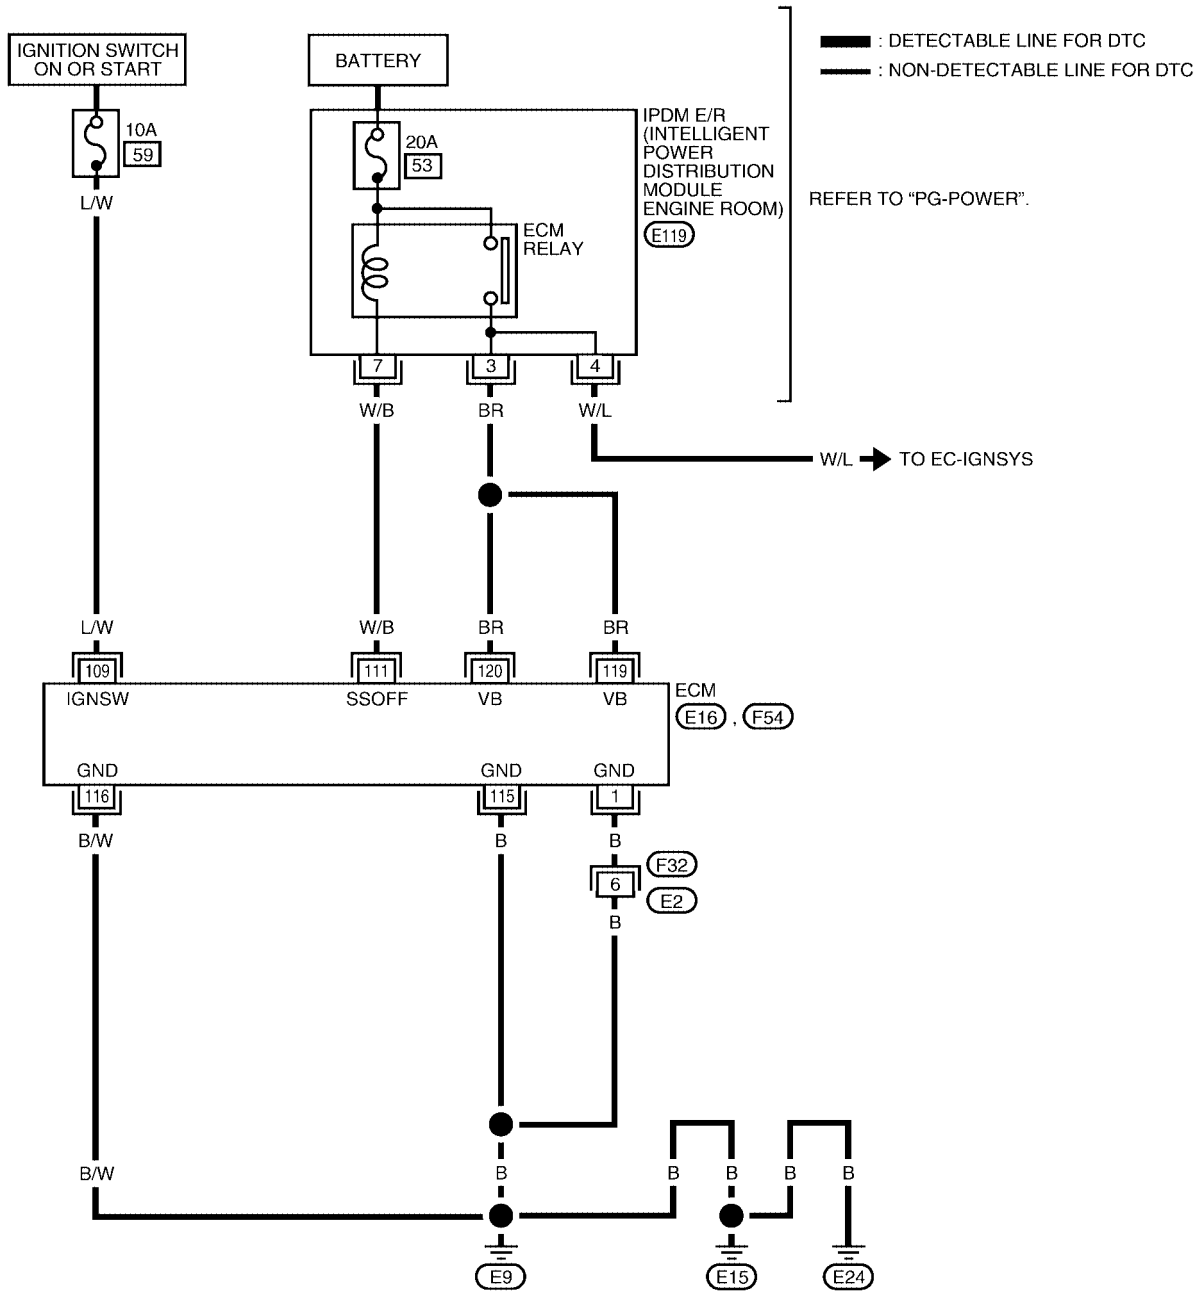 IGNITION SWITCH
ON OR START
BATTERY
: DETECTABLE LINE FOR DTC
: NON-DETECTABLE LINE FOR DTC
10A
59
20A
53
IPDM E/R
(INTELLIGENT
POWER
DISTRIBUTION
MODULE
ENGINE ROOM)
E119
REFER TO “PG-POWER”.
L/W
ECM
RELAY
7
3
4
W/B
BR
W/L
W/L
TO EC-IGNSYS
L/W
W/B
BR
BR
109
111
120
119
IGNSW
SSOFF
VB
VB
ECM
E16 , F54
GND
GND
GND
116
115
1
B/W
B
B
F32
6
E2
B
B/W
B
B
B
B
B
E9
E15
E24